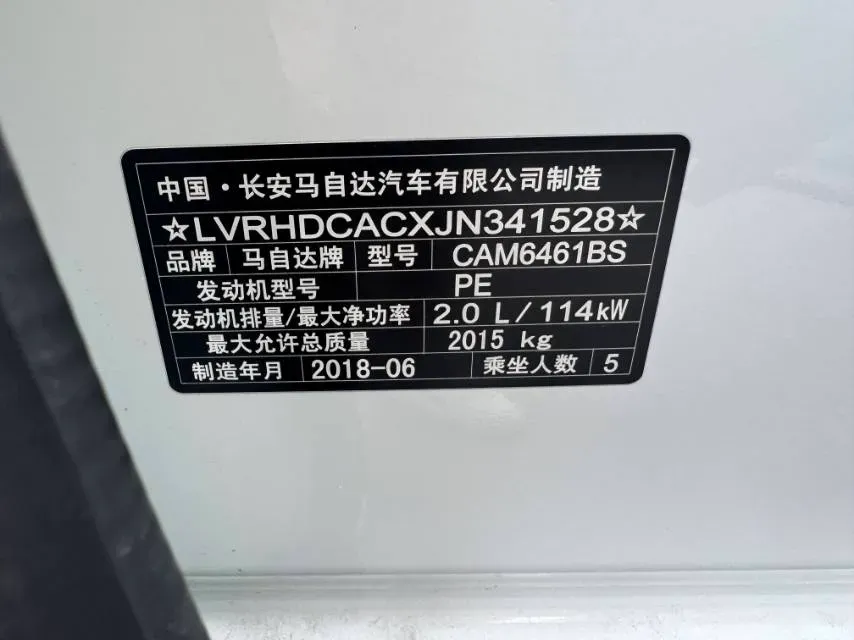 中国·长安马自达汽车有限公司制造
☆LVRHDCACXJN341528☆
品牌 马自达牌 型号 CAM6461BS
发动机型号 PE
发动机排量/最大净功率 2.0 L/114kW
最大允许总质量 2015 kg
制造年月 2018-06 乘坐人数 5